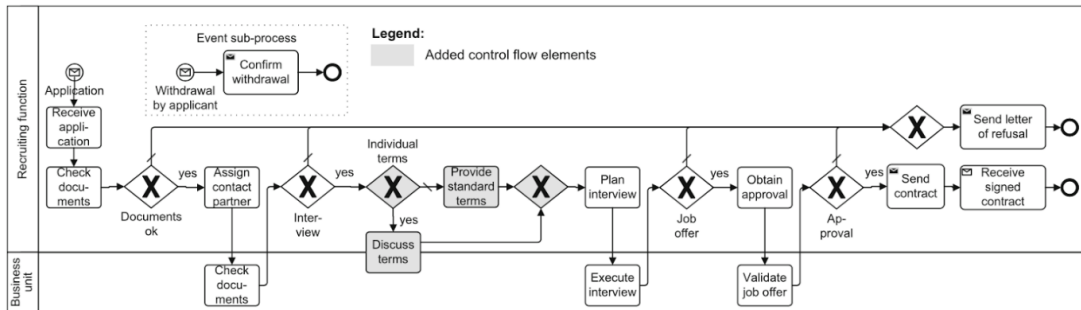 Recruiting function
Event sub-process
Confirm
withdrawal
Withdrawal
by applicant
Legend:
Added control flow elements
Application
Receive
appli-
cation
Check
docu-
ments
X
Documents
ok
yes
Assign
contact
partner
Inter-
view
X
yes
Individual
terms
X
yes
Provide
standard
terms
Discuss
terms
X
Plan
interview
X
Job
offer
yes
Obtain
approval
X
Ap-
proval
yes
Send
contract
Receive
signed
contract
X
Send letter
of refusal
Business
unit
Check
docu-
ments
Execute
interview
Validate
job offer